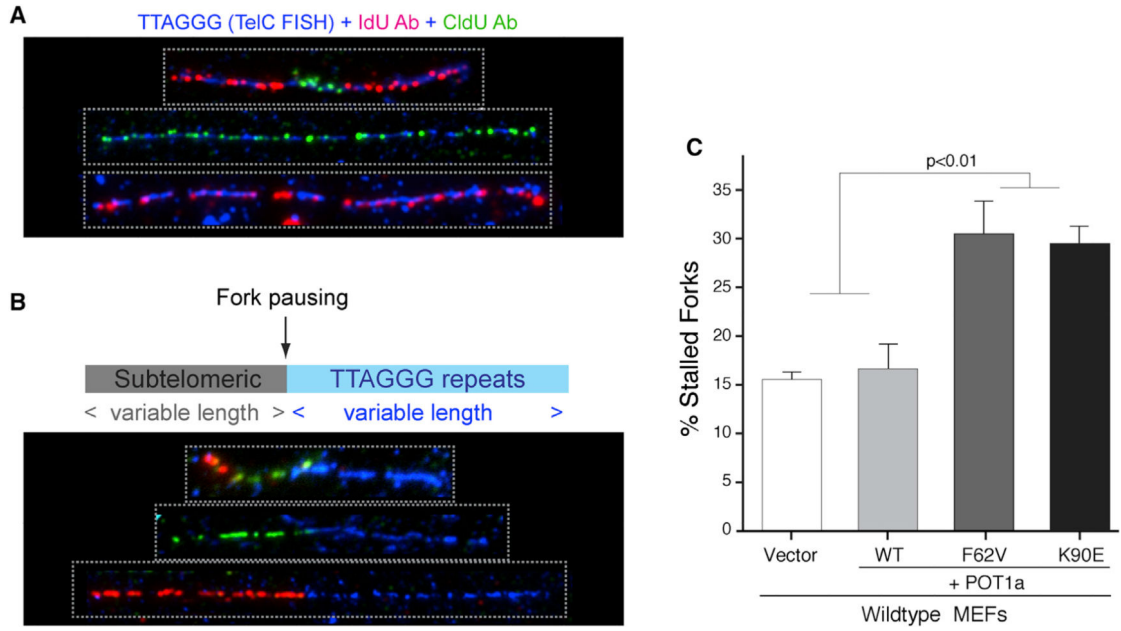 A
TTAGGG (TelC FISH) + IdU Ab + CldU Ab
B
Fork pausing
Subtelomeric
TTAGGG repeats
< variable length >
< variable length >
C
p<0.01
% Stalled Forks
35
30
25
20
15
10
5
0
Vector
WT
F62V
K90E
+ POT1a
Wildtype MEFs